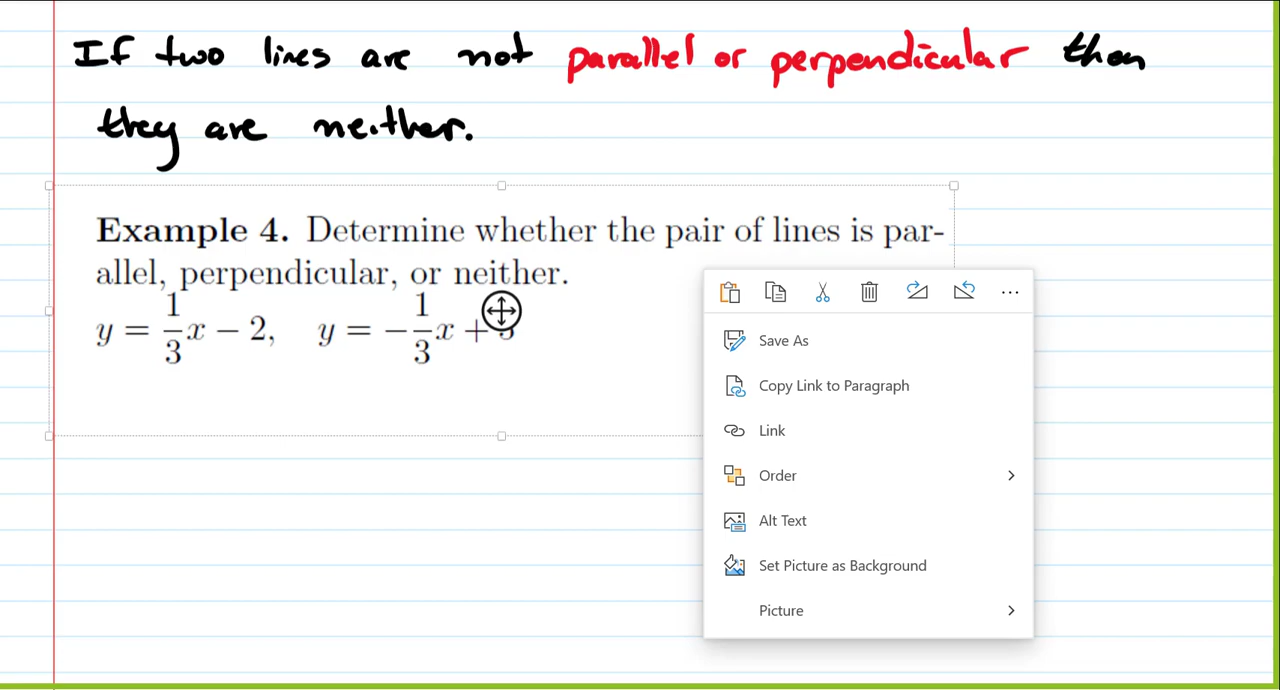 If two lines are not parallel or perpendicular then
they are neither.
Example 4. Determine whether the pair of lines is par-
allel, perpendicular, or neither.
y = 1/3 x − 2, y = −1/3 x +
Save As
Copy Link to Paragraph
Link
Order
Alt Text
Set Picture as Background
Picture